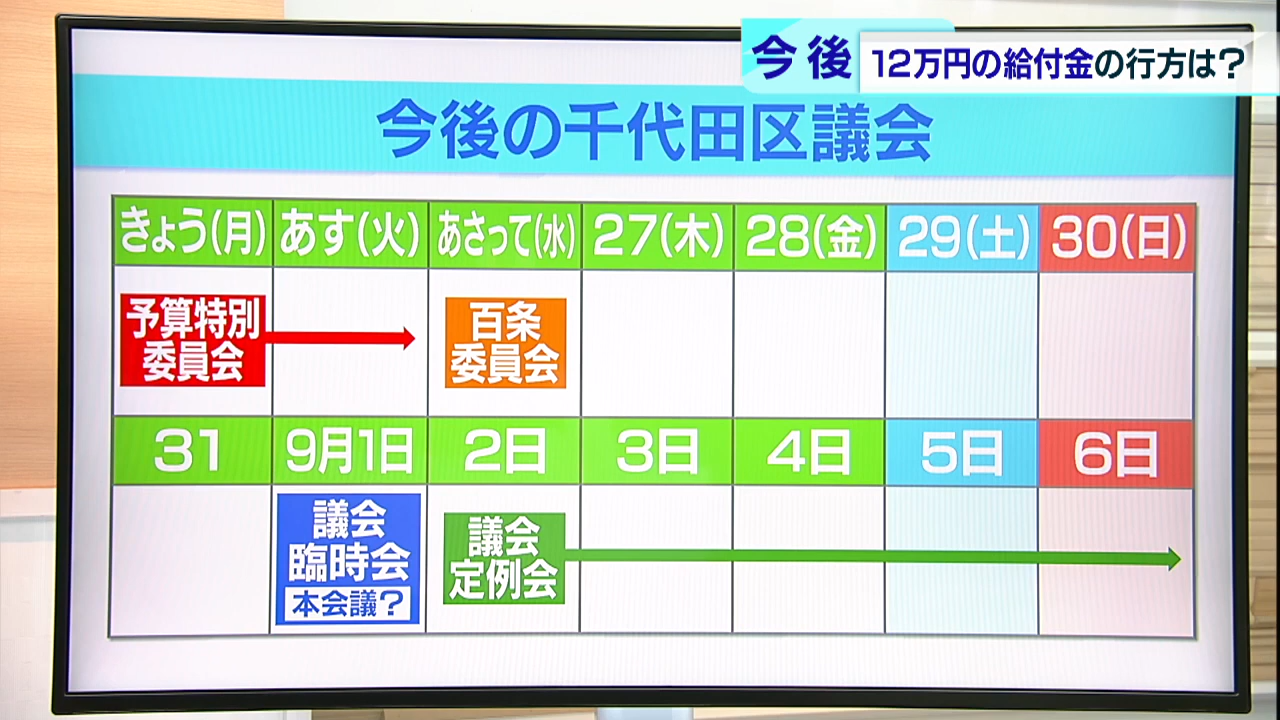 今後
12万円の給付金の行方は？
今後の千代田区議会
きょう(月) あす(火) あさって(水) 27(木) 28(金) 29(土) 30(日)
予算特別
委員会
百条
委員会
31 9月1日 2日 3日 4日 5日 6日
議会
臨時会
本会議？
議会
定例会